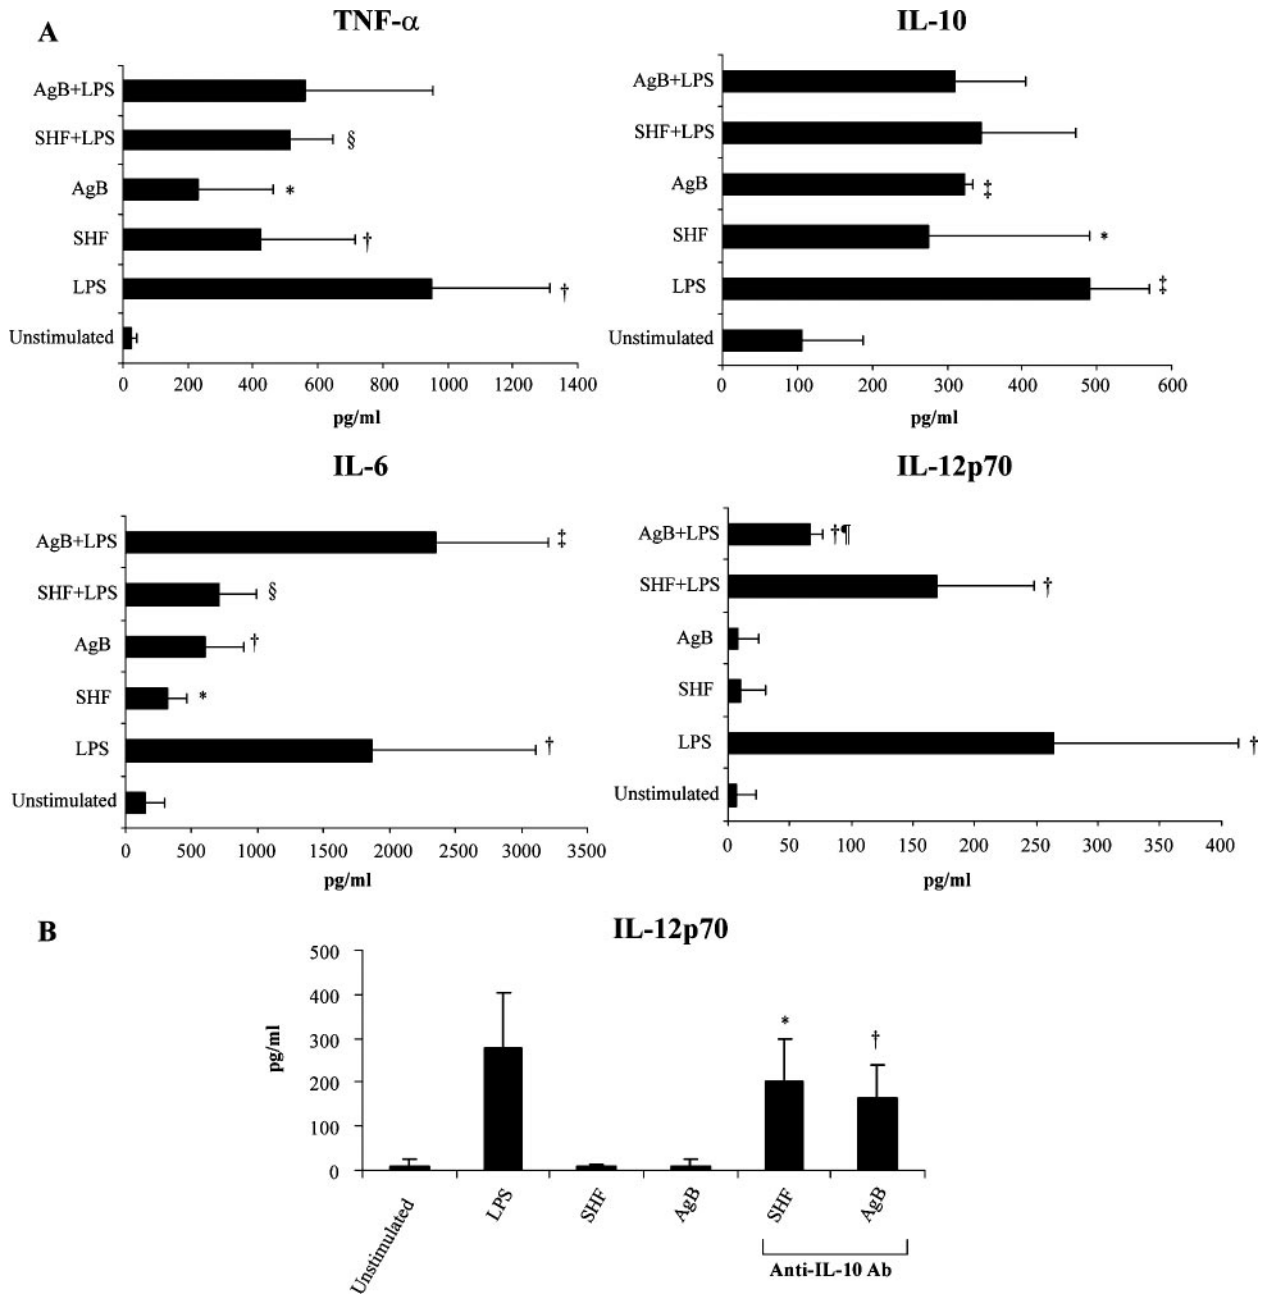 A
TNF-α
AgB+LPS
SHF+LPS §
AgB *
SHF †
LPS †
Unstimulated
0 200 400 600 800 1000 1200 1400
pg/ml
IL-10
AgB+LPS
SHF+LPS
AgB ‡
SHF *
LPS ‡
Unstimulated
0 100 200 300 400 500 600
pg/ml
IL-6
AgB+LPS ‡
SHF+LPS §
AgB †
SHF *
LPS †
Unstimulated
0 500 1000 1500 2000 2500 3000 3500
pg/ml
IL-12p70
AgB+LPS †¶
SHF+LPS †
AgB
SHF
LPS †
Unstimulated
0 50 100 150 200 250 300 350 400
pg/ml
B
IL-12p70
pg/ml
500
400
300
200
100
0
* †
Unstimulated LPS SHF AgB SHF AgB
Anti-IL-10 Ab